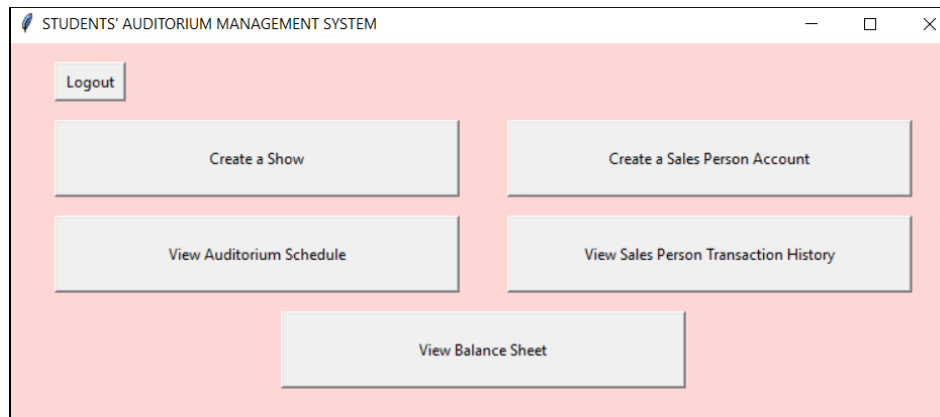 STUDENTS' AUDITORIUM MANAGEMENT SYSTEM
Logout
Create a Show
Create a Sales Person Account
View Auditorium Schedule
View Sales Person Transaction History
View Balance Sheet